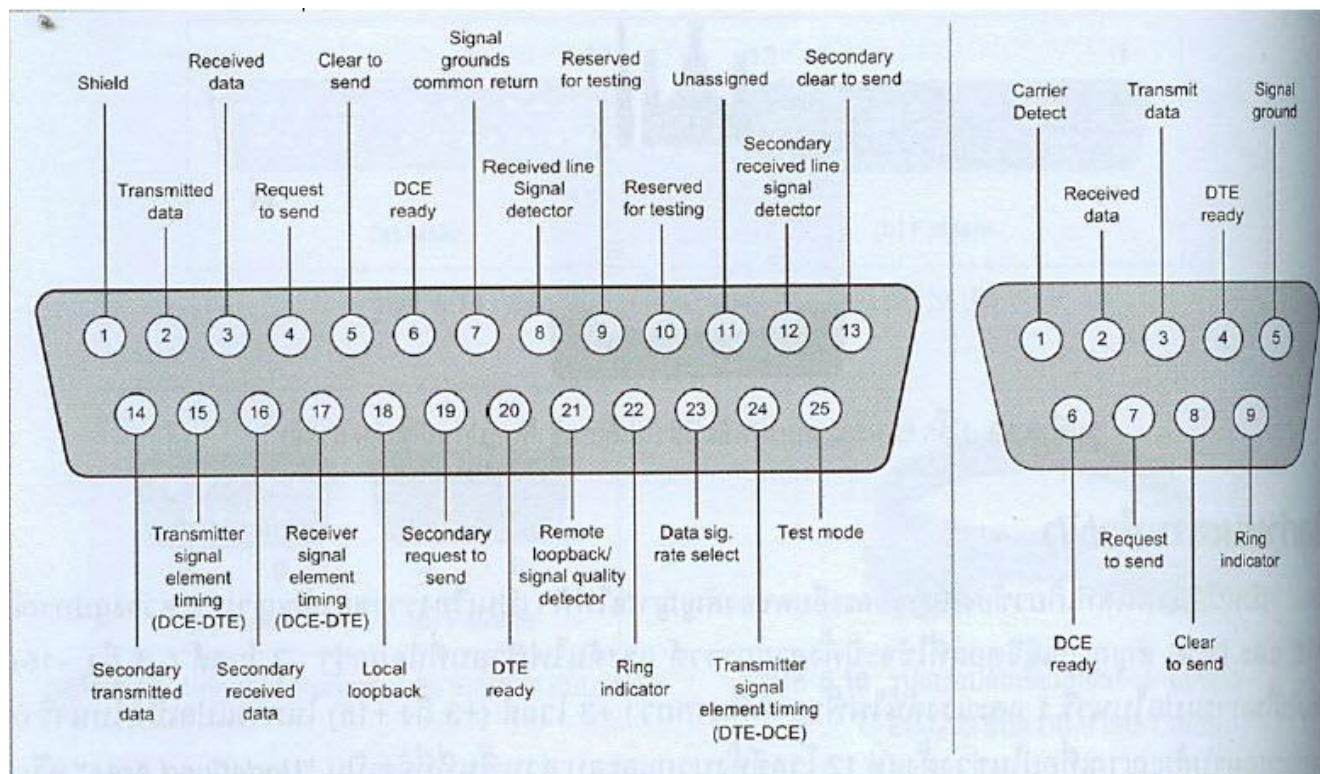 Shield
Received
data
Clear to
send
Signal
grounds
common return
Reserved
for testing
Unassigned
Secondary
clear to send
Transmitted
data
Request
to send
DCE
ready
Received line
Signal
detector
Reserved
for testing
Secondary
received line
signal
detector
1 2 3 4 5 6 7 8 9 10 11 12 13
14 15 16 17 18 19 20 21 22 23 24 25
Transmitter
signal
element
timing
(DCE-DTE)
Receiver
signal
element
timing
(DCE-DTE)
Secondary
request to
send
Remote
loopback/
signal quality
detector
Data sig.
rate select
Test mode
Secondary
transmitted
data
Secondary
received
data
Local
loopback
DTE
ready
Ring
indicator
Transmitter
signal
element timing
(DTE-DCE)
Carrier
Detect
Transmit
data
Signal
ground
Received
data
DTE
ready
1 2 3 4 5
6 7 8 9
Request
to send
Ring
indicator
DCE
ready
Clear
to send